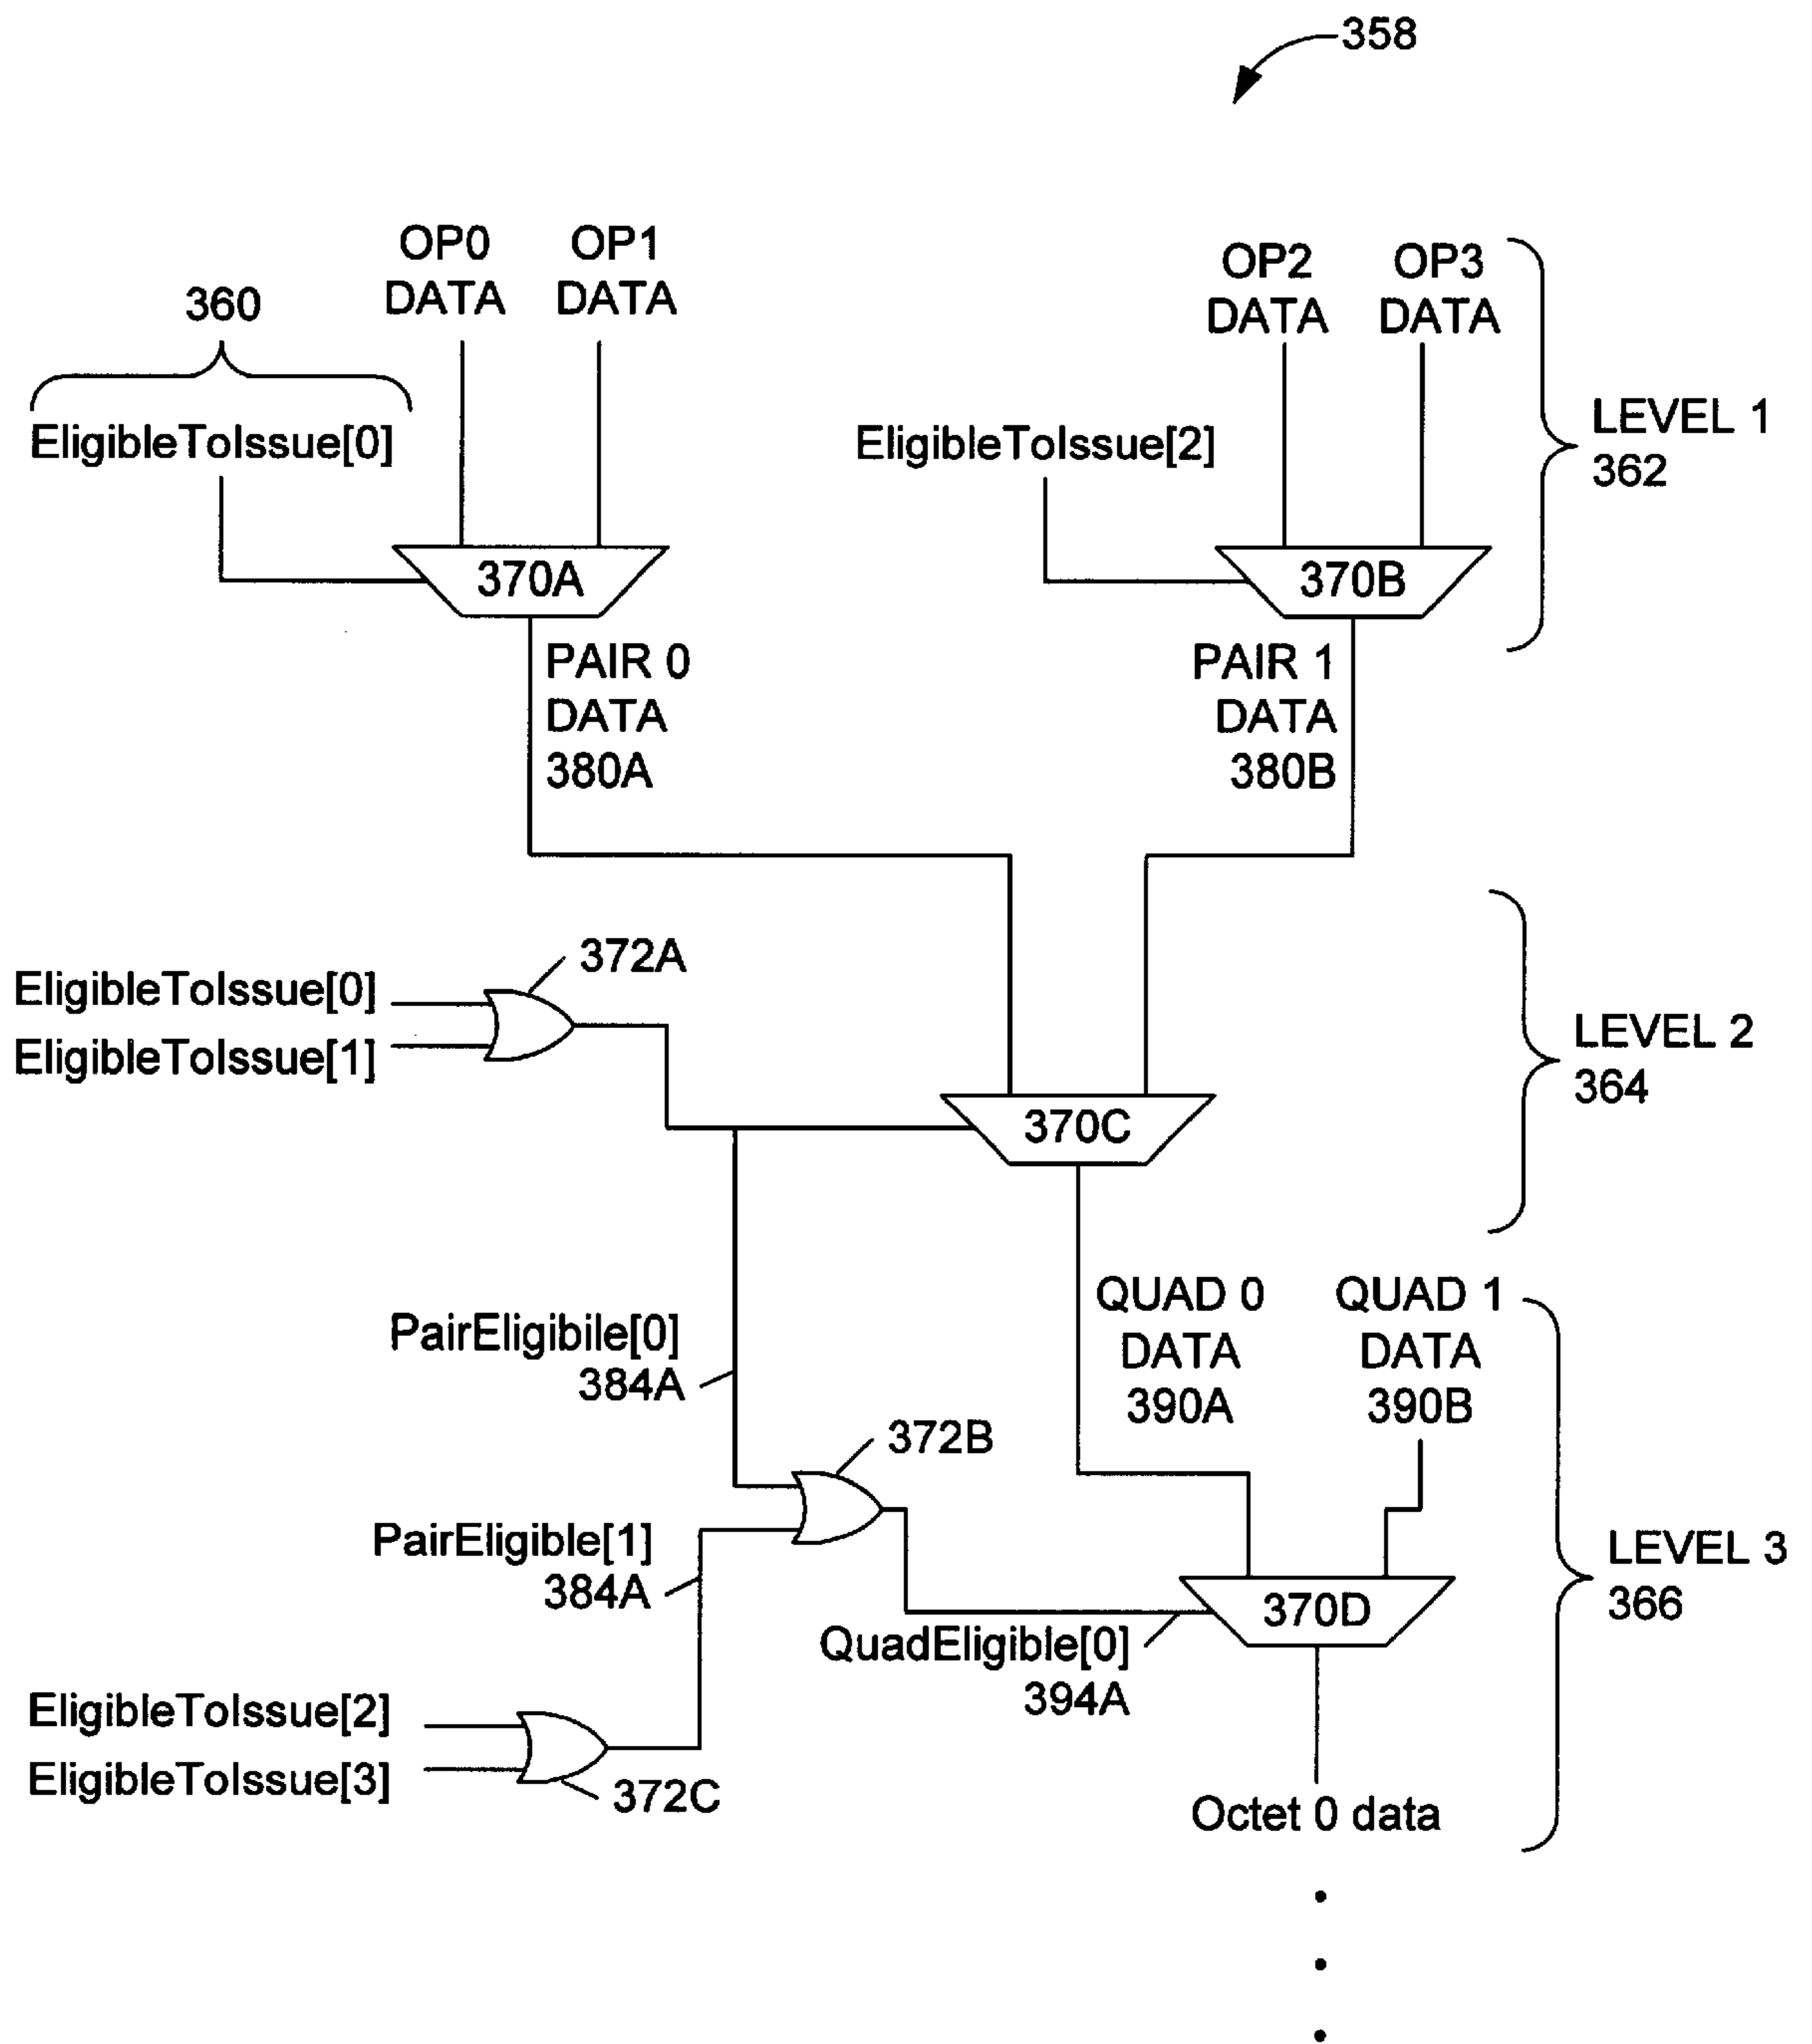 358
OP0
DATA
OP1
DATA
OP2
DATA
OP3
DATA
360
EligibleToIssue[0]
EligibleToIssue[2]
LEVEL 1
362
370A
370B
PAIR 0
DATA
380A
PAIR 1
DATA
380B
372A
EligibleToIssue[0]
EligibleToIssue[1]
LEVEL 2
364
370C
QUAD 0
DATA
390A
QUAD 1
DATA
390B
PairEligibile[0]
384A
372B
PairEligible[1]
384A
LEVEL 3
366
370D
QuadEligible[0]
394A
EligibleToIssue[2]
EligibleToIssue[3]
372C
Octet 0 data